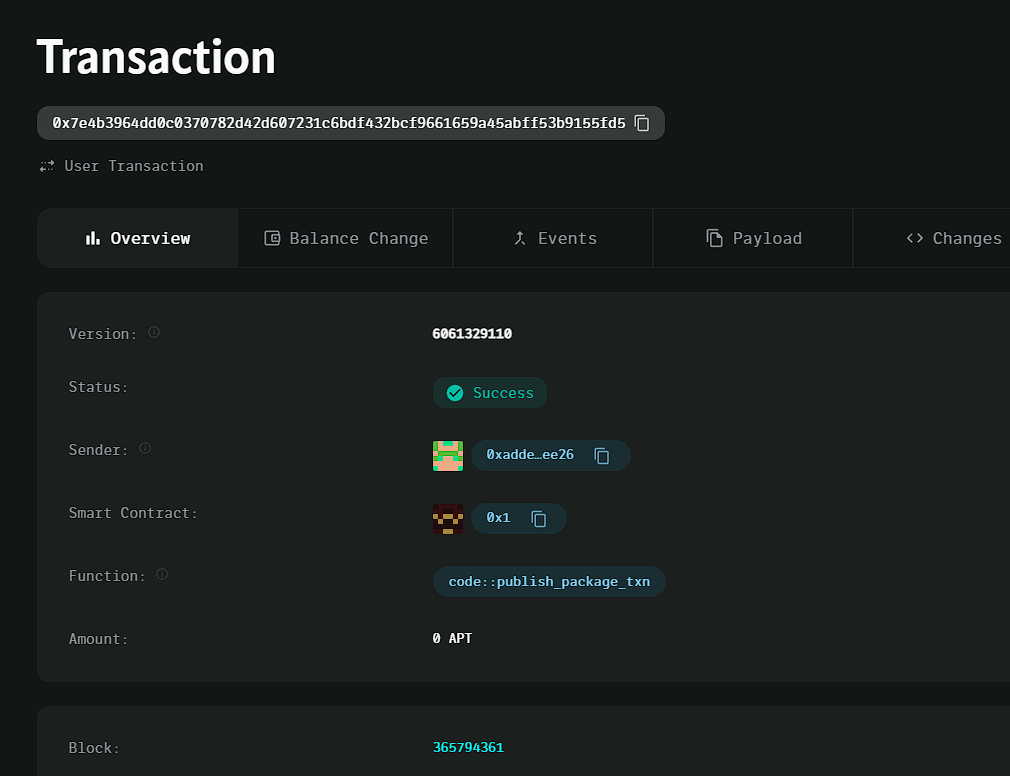 Transaction
0x7e4b3964dd0c0370782d42d607231c6bdf432bcf9661659a45abff53b9155fd5
User Transaction
Overview Balance Change Events Payload Changes
Version: 6061329110
Status: Success
Sender: 0xadde…ee26
Smart Contract: 0x1
Function: code::publish_package_txn
Amount: 0 APT
Block: 365794361